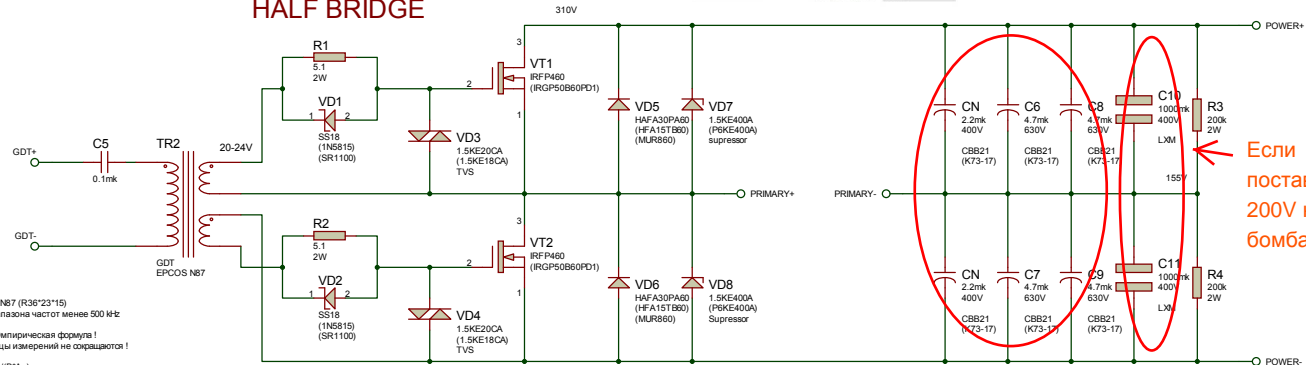 HALF BRIDGE
310V
POWER+
R1
5.1
2W
VD1
1
2
SS18
(1N5815)
(SR1100)
3
VT1
IRFP460
(IRGP50B60PD1)
2
1
VD3
1.5KE20CA
(1.5KE18CA)
TVS
VD5
HAFA30PA60
(HFA15TB60)
(MUR860)
VD7
1.5KE400A
(P6KE400A)
supressor
CN
2.2mk
400V
CBB21
(K73-17)
C6
4.7mk
630V
CBB21
(K73-17)
C8
4.7mk
630V
CBB21
(K73-17)
C10
1000mk
400V
LXM
R3
200k
2W
155V
Если
200V
GDT+
C5
0.1mk
TR2
20-24V
GDT-
GDT
EPCOS N87
PRIMARY+
PRIMARY-
R2
5.1
2W
VD2
1
2
SS18
(1N5815)
(SR1100)
3
VT2
IRFP460
(IRGP50B60PD1)
2
1
VD4
1.5KE20CA
(1.5KE18CA)
TVS
VD6
HAFA30PA60
(HFA15TB60)
(MUR860)
VD8
1.5KE400A
(P6KE400A)
Supressor
CN
2.2mk
400V
CBB21
(K73-17)
C7
4.7mk
630V
CBB21
(K73-17)
C9
4.7mk
630V
CBB21
(K73-17)
C11
1000mk
400V
LXM
R4
200k
2W
POWER-
N87 (R36*23*15)
частот менее 500 kHz
формула !
измерений не сокращаются !